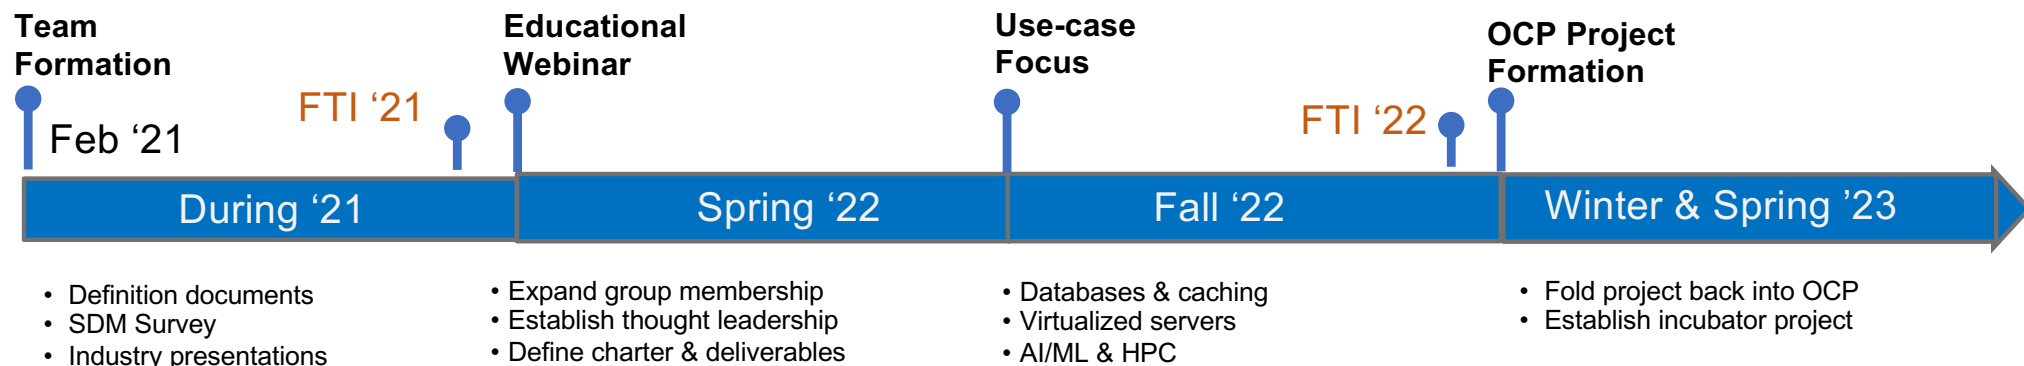 Team
Formation
Educational
Webinar
Use-case
Focus
OCP Project
Formation
Feb ‘21
FTI ‘21
FTI ‘22
During ‘21
Spring ‘22
Fall ‘22
Winter & Spring ’23
• Definition documents
• SDM Survey
• Industry presentations
• Expand group membership
• Establish thought leadership
• Define charter & deliverables
• Databases & caching
• Virtualized servers
• AI/ML & HPC
• Fold project back into OCP
• Establish incubator project